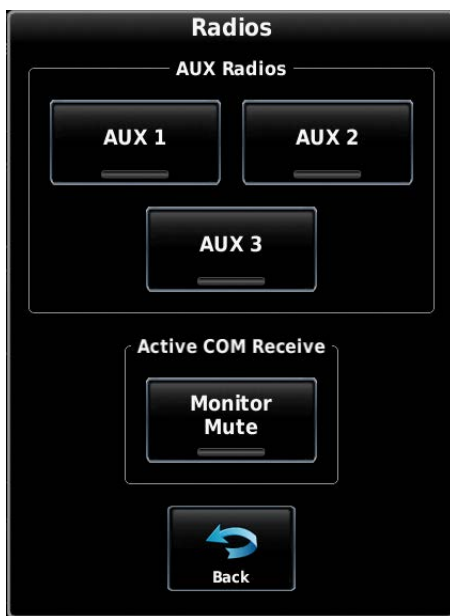 Radios
AUX Radios
AUX 1
AUX 2
AUX 3
Active COM Receive
Monitor
Mute
Back